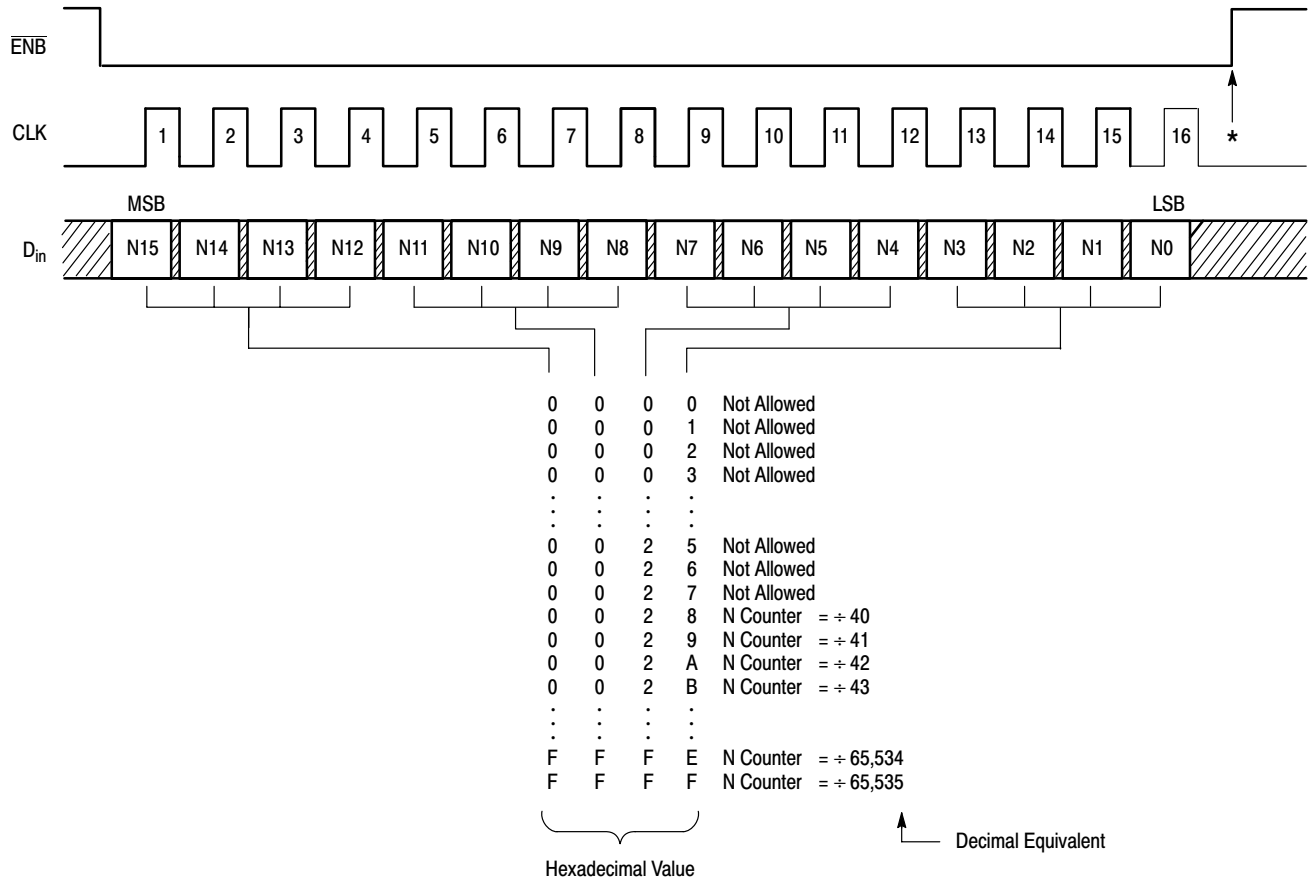 ENB
CLK
1 2 3 4 5 6 7 8 9 10 11 12 13 14 15 16 *
MSB LSB
Din N15 N14 N13 N12 N11 N10 N9 N8 N7 N6 N5 N4 N3 N2 N1 N0
0 0 0 0 Not Allowed
0 0 0 1 Not Allowed
0 0 0 2 Not Allowed
0 0 0 3 Not Allowed
. . . .
. . . .
. . . .
0 0 2 5 Not Allowed
0 0 2 6 Not Allowed
0 0 2 7 Not Allowed
0 0 2 8 N Counter = ÷ 40
0 0 2 9 N Counter = ÷ 41
0 0 2 A N Counter = ÷ 42
0 0 2 B N Counter = ÷ 43
. . . .
. . . .
. . . .
F F F E N Counter = ÷ 65,534
F F F F N Counter = ÷ 65,535
Decimal Equivalent
Hexadecimal Value